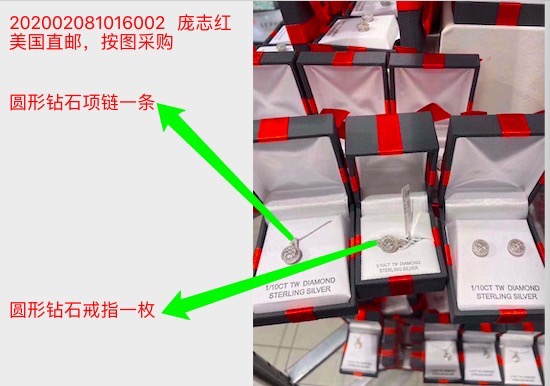 202002081016002 庞志红
美国直邮，按图采购
圆形钻石项链一条
圆形钻石戒指一枚
1/10CT TW DIAMOND
STERLING SILVER
1/10CT TW DIAMOND
STERLING SILVER
1/10CT TW DIAMOND
STERLING SILVER